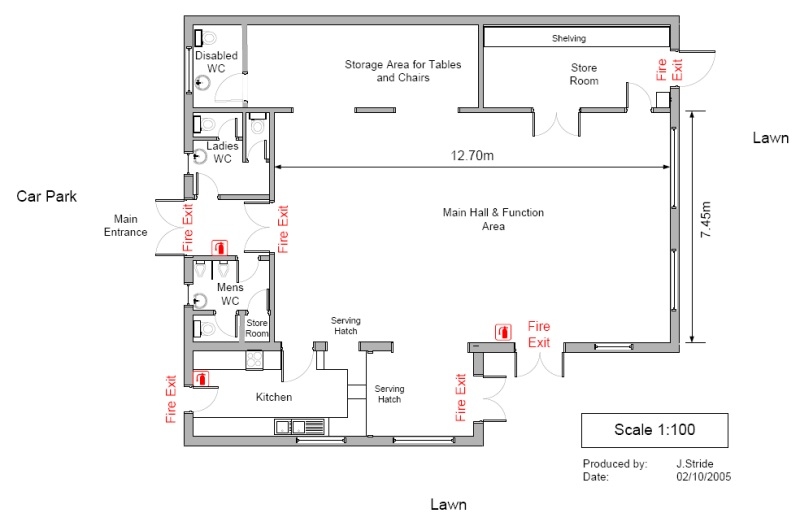 Shelving
Disabled
WC
Storage Area for Tables
and Chairs
Store
Room
Fire
Exit
Lawn
Ladies
WC
12.70m
Car Park
Main
Entrance
Fire Exit
Fire Exit
Main Hall & Function
Area
7.45m
Mens
WC
Store
Room
Serving
Hatch
Fire
Exit
Fire Exit
Kitchen
Serving
Hatch
Fire Exit
Scale 1:100
Produced by: J.Stride
Date: 02/10/2005
Lawn